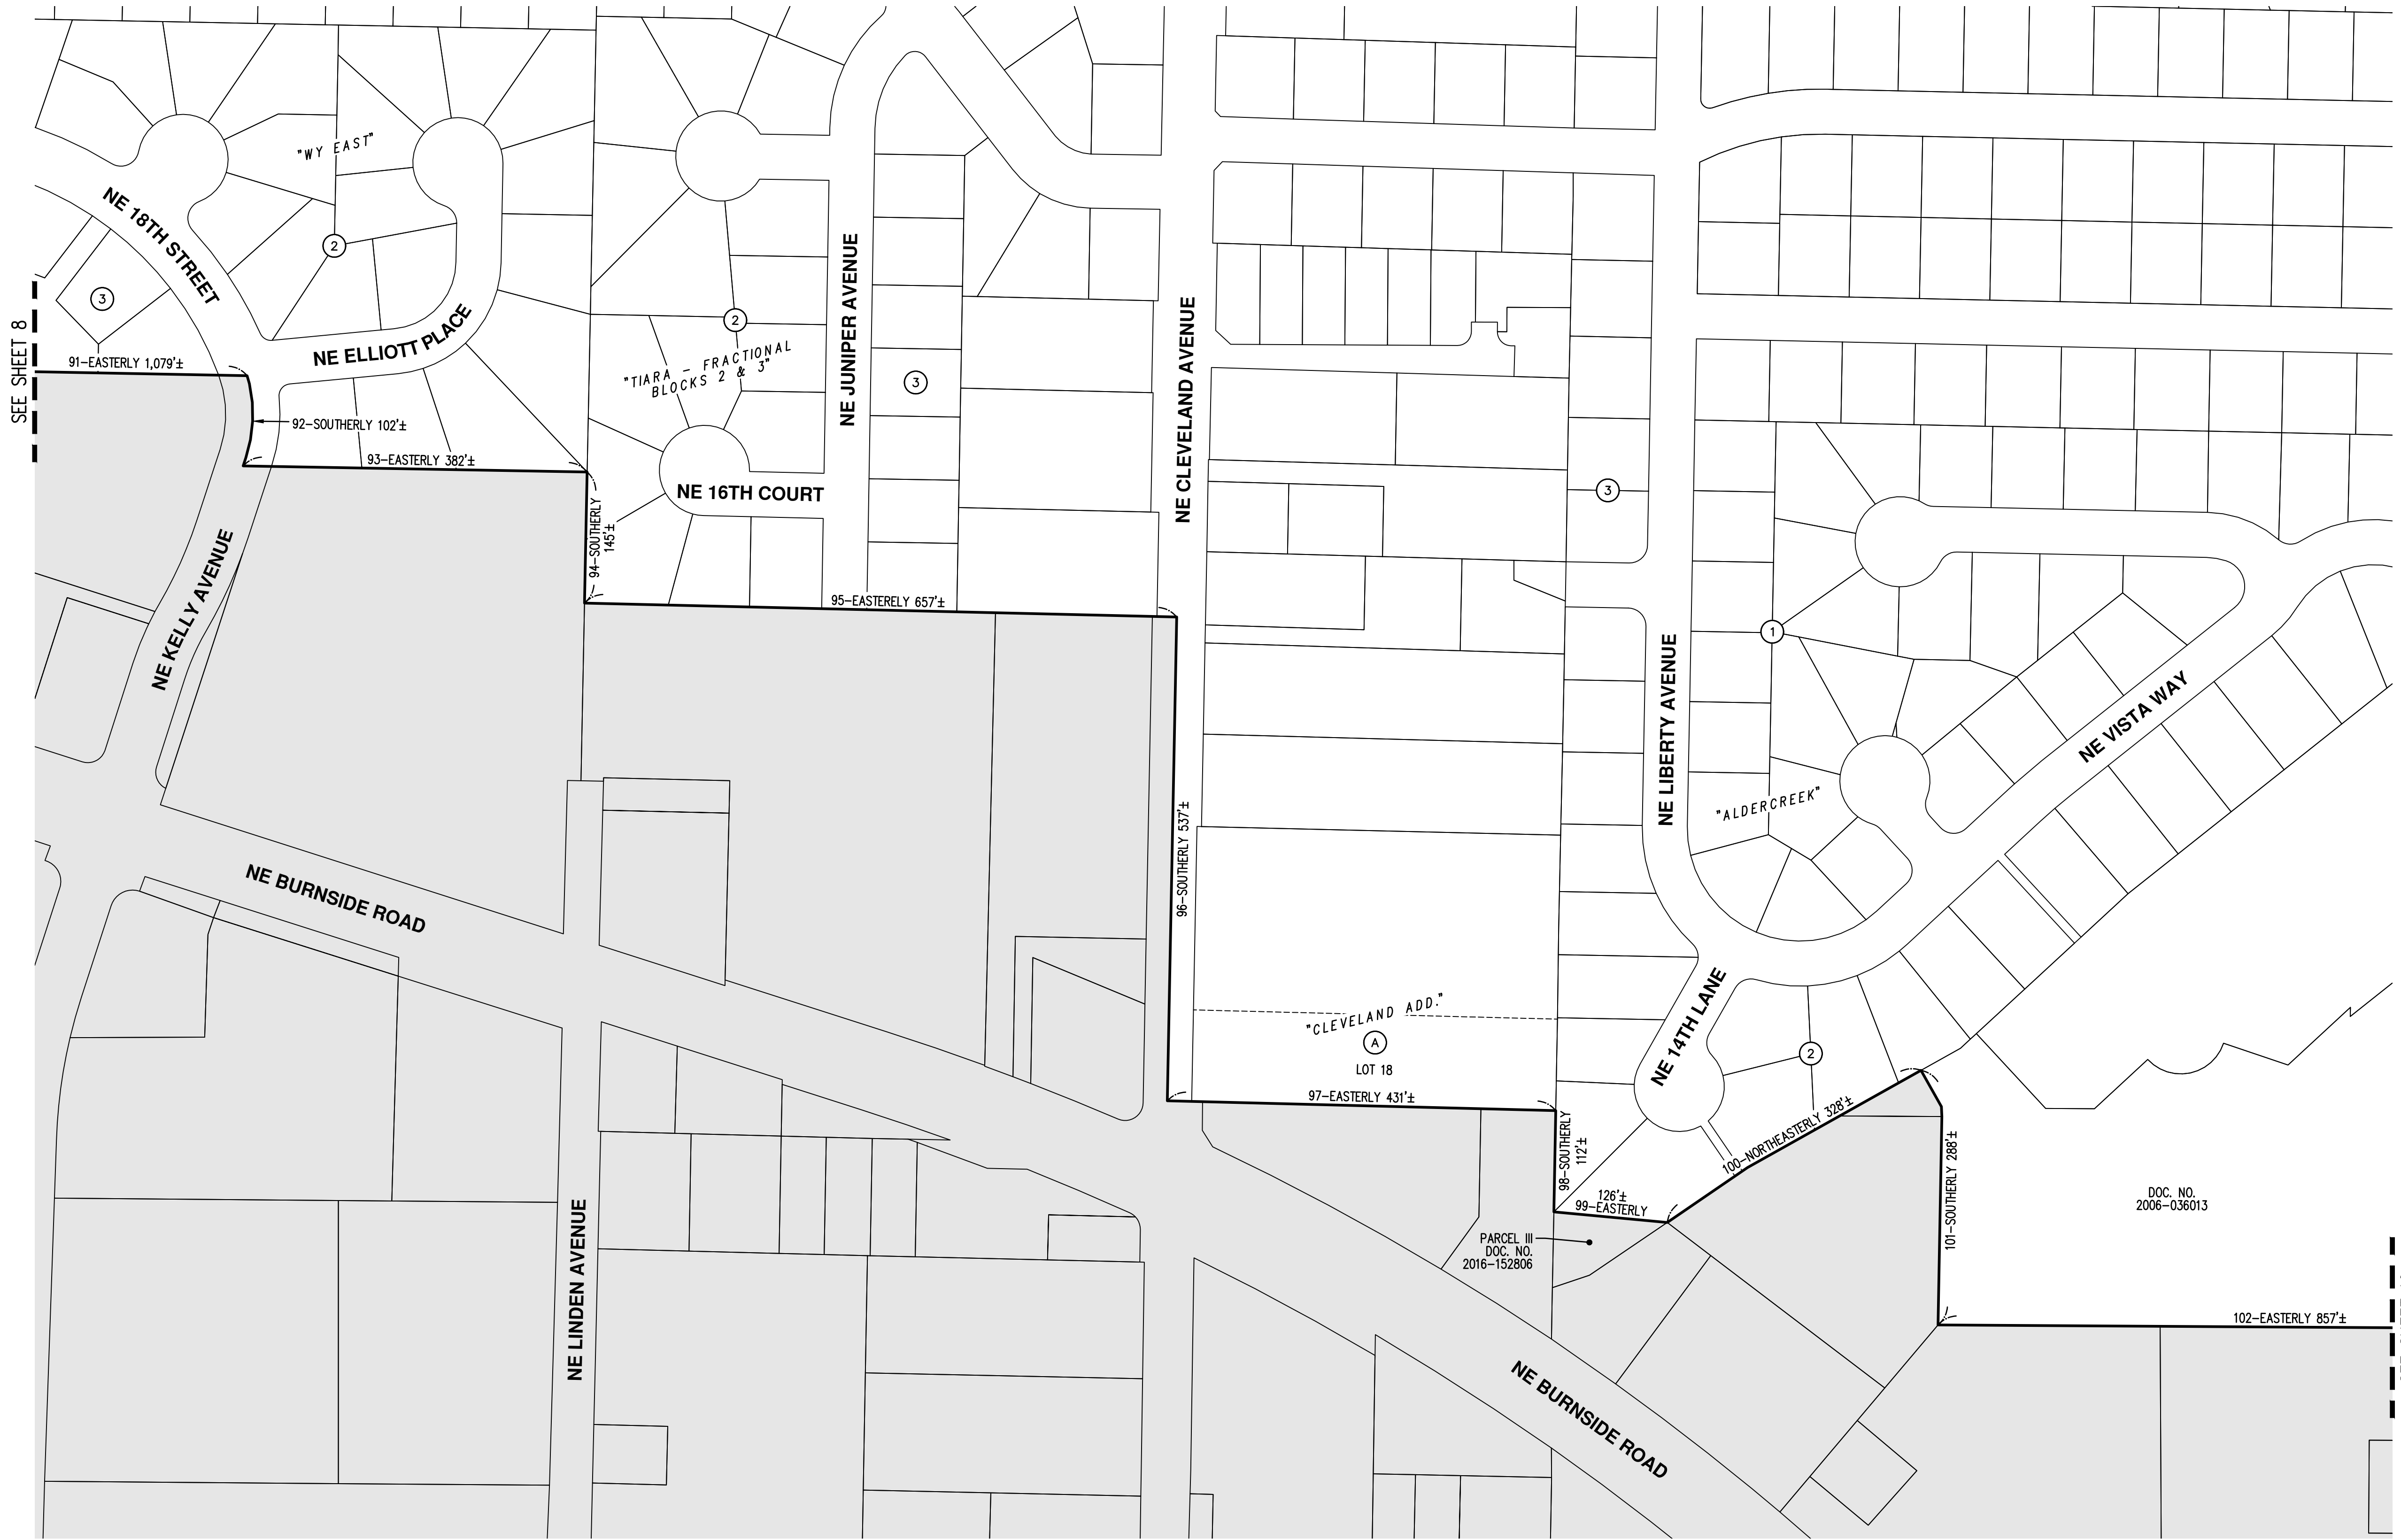 "WY EAST"
NE 18TH STREET
2
3
NE ELLIOTT PLACE
SEE SHEET 8
91-EASTERLY 1,079'±
92-SOUTHERLY 102'±
93-EASTERLY 382'±
2
"TIARA – FRACTIONAL
BLOCKS 2 & 3"
NE JUNIPER AVENUE
3
NE 16TH COURT
94-SOUTHERLY
145'±
95-EASTERELY 657'±
NE CLEVELAND AVENUE
3
NE KELLY AVENUE
1
NE LIBERTY AVENUE
NE VISTA WAY
"ALDERCREEK"
96-SOUTHERLY 537'±
NE BURNSIDE ROAD
"CLEVELAND ADD."
A
LOT 18
97-EASTERLY 431'±
NE 14TH LANE
2
98-SOUTHERLY
112'±
100-NORTHEASTERLY 328'±
126'±
99-EASTERLY
101-SOUTHERLY 288'±
DOC. NO.
2006-036013
PARCEL III
DOC. NO.
2016-152806
NE LINDEN AVENUE
102-EASTERLY 857'±
NE BURNSIDE ROAD